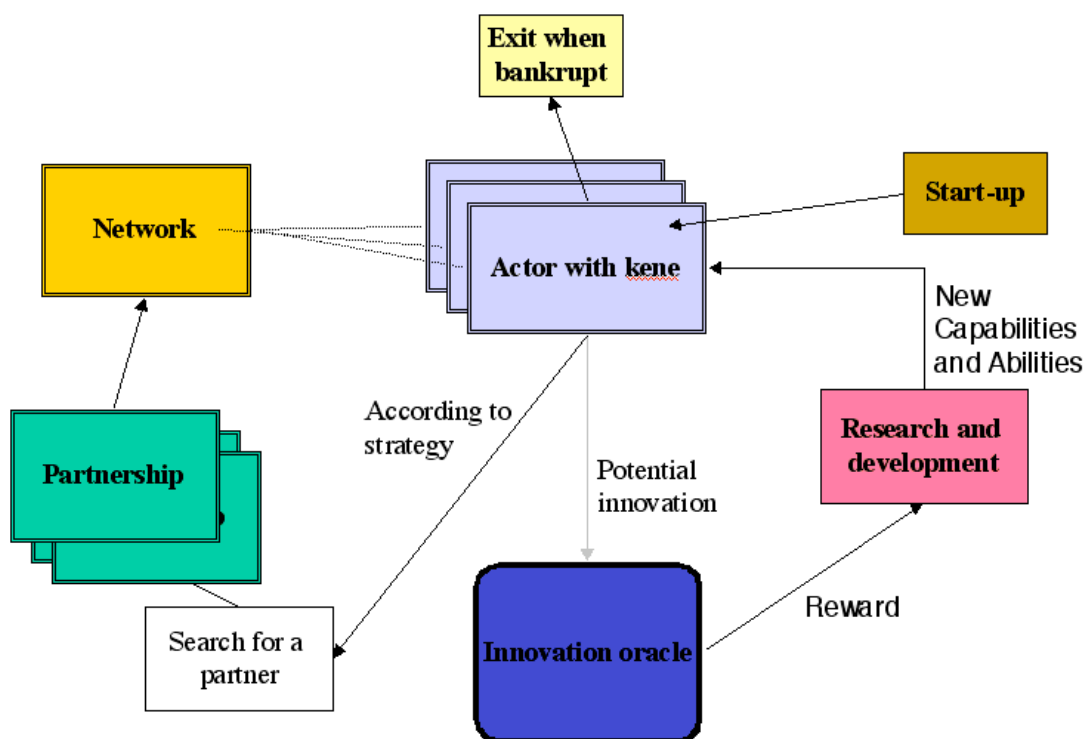 Exit when
bankrupt
Network
Start-up
Actor with kene
New
Capabilities
and Abilities
According to
strategy
Research and
development
Partnership
Potential
innovation
Reward
Search for a
partner
Innovation oracle